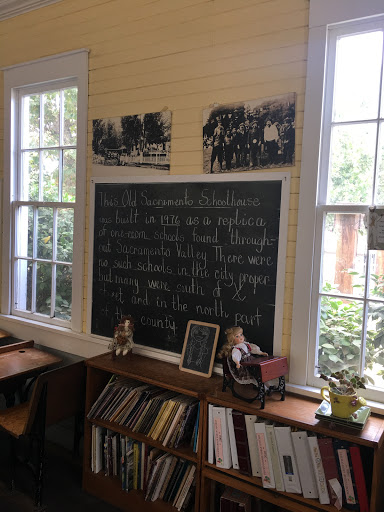 This Old Sacramento Schoolhouse
was built in 1976 as a replica
of one-room schools found through-
out Sacramento Valley. There were
no such schools in the city proper
but many were south of
and in the north part
of the county.